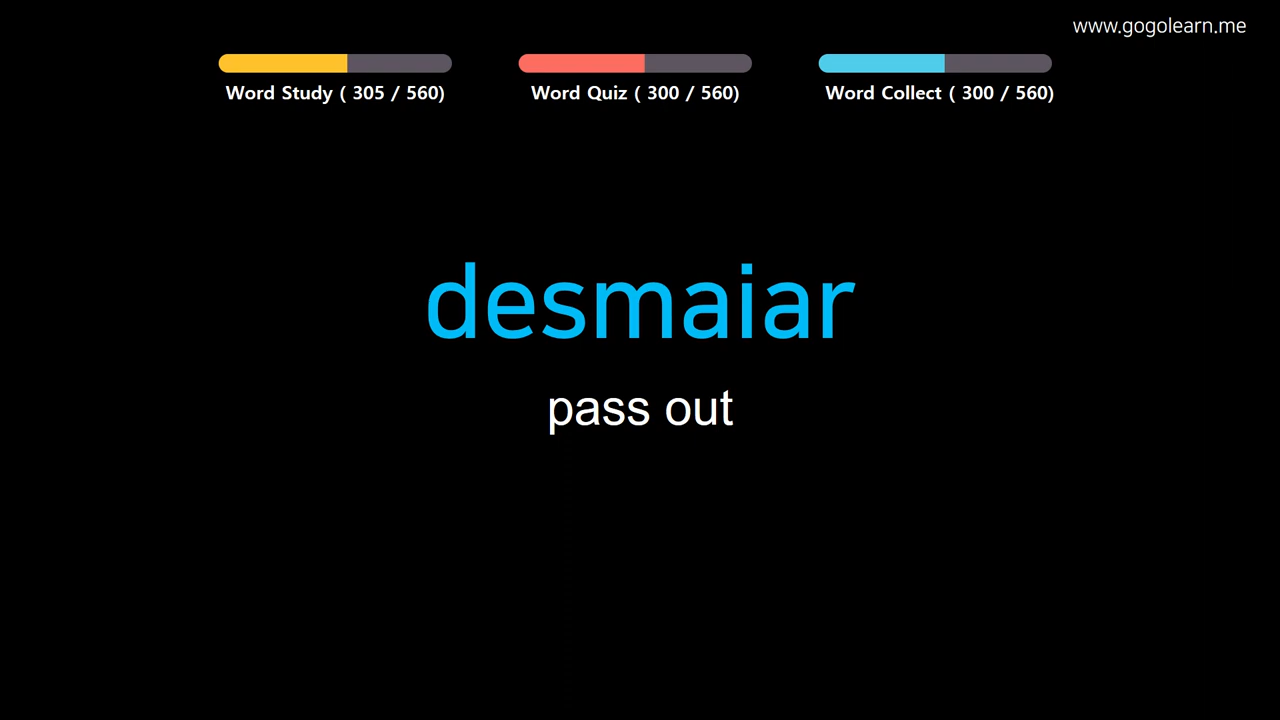 www.gogolearn.me
Word Study ( 305 / 560)
Word Quiz ( 300 / 560)
Word Collect ( 300 / 560)
desmaiar
pass out